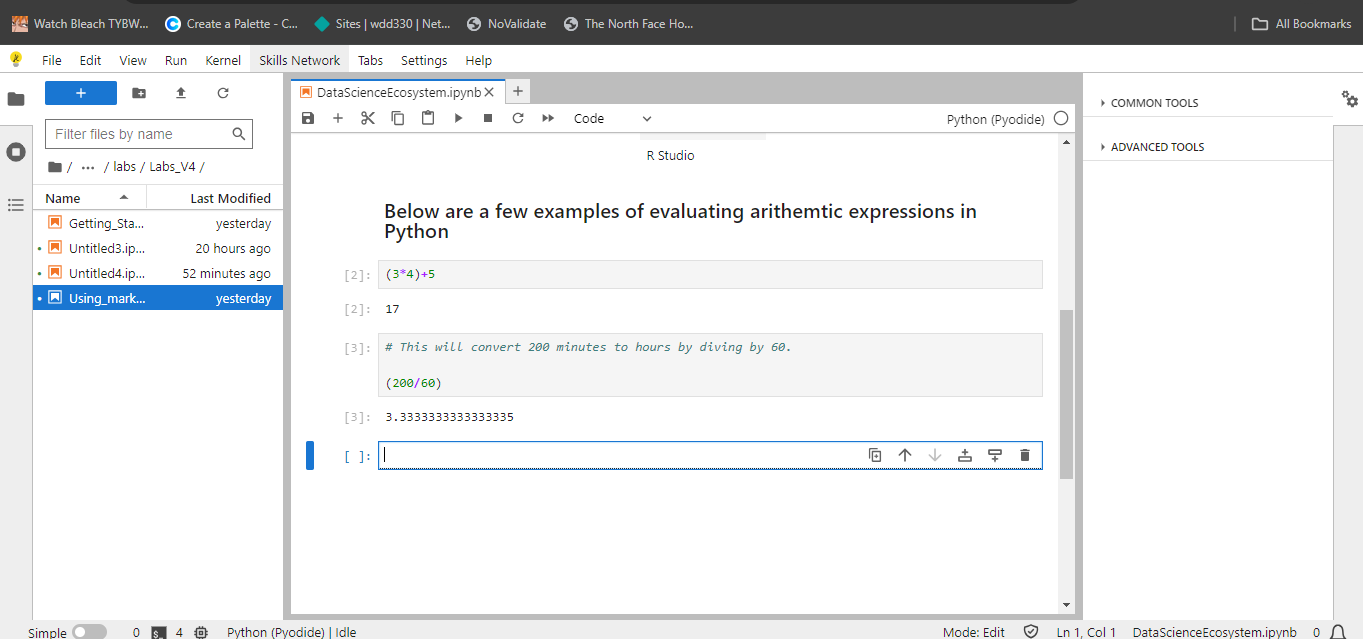 Watch Bleach TYBW... Create a Palette - C... Sites | wdd330 | Net... NoValidate The North Face Ho... All Bookmarks
File Edit View Run Kernel Skills Network Tabs Settings Help
+ DataScienceEcosystem.ipynb × +
Code Python (Pyodide)
Filter files by name
/ ··· / labs / Labs_V4 /
Name Last Modified
Getting_Sta... yesterday
Untitled3.ip... 20 hours ago
Untitled4.ip... 52 minutes ago
Using_mark... yesterday
R Studio
Below are a few examples of evaluating arithemtic expressions in
Python
[2]: (3*4)+5
[2]: 17
[3]: # This will convert 200 minutes to hours by diving by 60.
(200/60)
[3]: 3.3333333333333335
[ ]:
COMMON TOOLS
ADVANCED TOOLS
Simple 0 $_ 4 Python (Pyodide) | Idle Mode: Edit Ln 1, Col 1 DataScienceEcosystem.ipynb 0